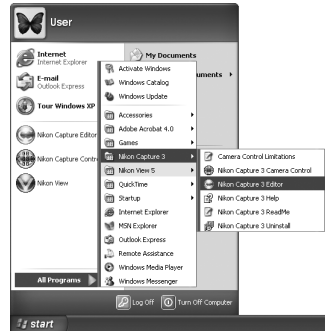 User
Internet
Internet Explorer
E-mail
Outlook Express
Tour Windows XP
Nikon Capture Editor
Nikon Capture Contr
Nikon View
All Programs
My Documents
uments
Activate Windows
Windows Catalog
Windows Update
Accessories
Adobe Acrobat 4.0
Games
Nikon Capture 3
Nikon View 5
QuickTime
Startup
Internet Explorer
MSN Explorer
Outlook Express
Remote Assistance
Windows Media Player
Windows Messenger
Camera Control Limitations
Nikon Capture 3 Camera Control
Nikon Capture 3 Editor
Nikon Capture 3 Help
Nikon Capture 3 ReadMe
Nikon Capture 3 Uninstall
Log Off
Turn Off Computer
start